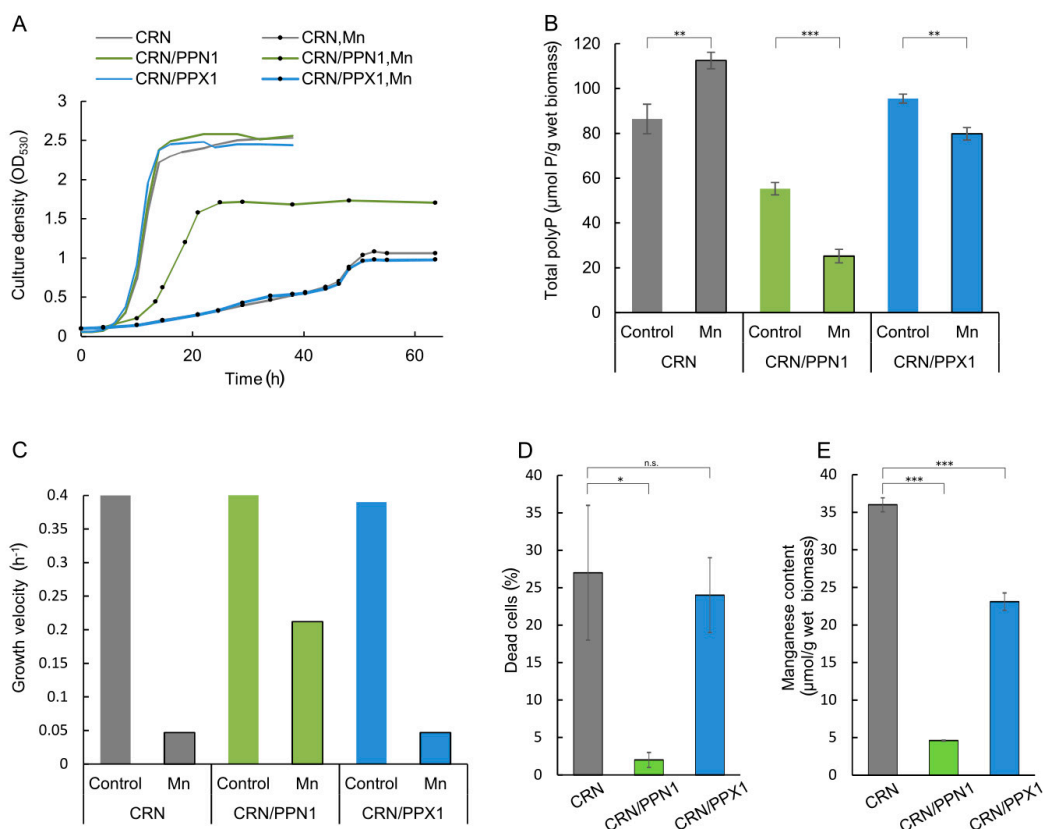 A
CRN
CRN,Mn
CRN/PPN1
CRN/PPN1,Mn
CRN/PPX1
CRN/PPX1,Mn
Culture density (OD530)
3
2.5
2
1.5
1
0.5
0
0 20 40 60
Time (h)
B
Total polyP (µmol P/g wet biomass)
120
100
80
60
40
20
0
** *** **
Control Mn Control Mn Control Mn
CRN CRN/PPN1 CRN/PPX1
C
Growth velocity (h-1)
0.4
0.35
0.3
0.25
0.2
0.15
0.1
0.05
0
Control Mn Control Mn Control Mn
CRN CRN/PPN1 CRN/PPX1
D
Dead cells (%)
40
35
30
25
20
15
10
5
0
n.s.
*
CRN CRN/PPN1 CRN/PPX1
E
Manganese content
(µmol/g wet biomass)
40
35
30
25
20
15
10
5
0
***
***
CRN CRN/PPN1 CRN/PPX1